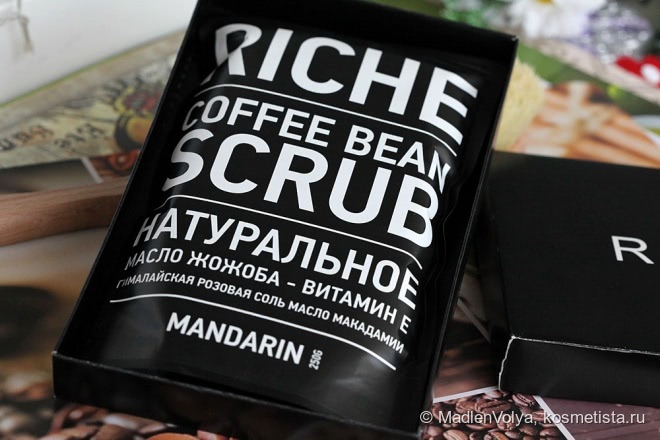 RICHE
COFFEE BEAN
SCRUB
НАТУРАЛЬНОЕ
МАСЛО ЖОЖОБА - ВИТАМИН Е
ГИМАЛАЙСКАЯ РОЗОВАЯ СОЛЬ МАСЛО МАКАДАМИИ
MANDARIN 250G
R
© MadlenVolya, kosmetista.ru